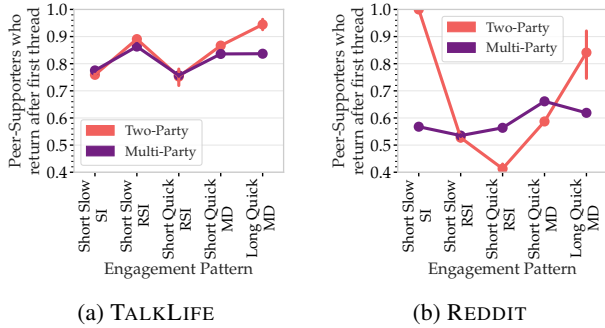 Peer-Supporters who
return after first thread
1.0
0.9
0.8
0.7
0.6
0.5
0.4
Two-Party
Multi-Party
Short Slow
SI
Short Slow
RSI
Short Quick
RSI
Short Quick
MD
Long Quick
MD
Engagement Pattern
(a) TALKLIFE
Peer-Supporters who
return after first thread
1.0
0.9
0.8
0.7
0.6
0.5
0.4
Two-Party
Multi-Party
Short Slow
SI
Short Slow
RSI
Short Quick
RSI
Short Quick
MD
Long Quick
MD
Engagement Pattern
(b) REDDIT